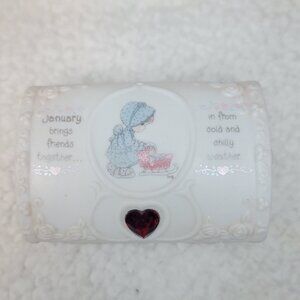 January
brings
friends
together...
in from
cold and
chilly
weather.